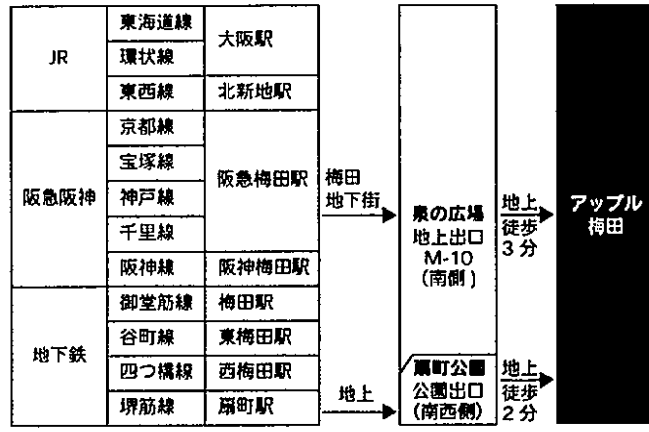 JR
東海道線
環状線
大阪駅
東西線
北新地駅
阪急阪神
京都線
宝塚線
神戸線
千里線
阪急梅田駅
阪神線
阪神梅田駅
地下鉄
御堂筋線
梅田駅
谷町線
東梅田駅
四つ橋線
西梅田駅
堺筋線
扇町駅
梅田
地下街
地上
泉の広場
地上出口
M-10
(南側)
扇町公園
公園出口
(南西側)
地上
徒歩
3分
地上
徒歩
2分
アップル
梅田